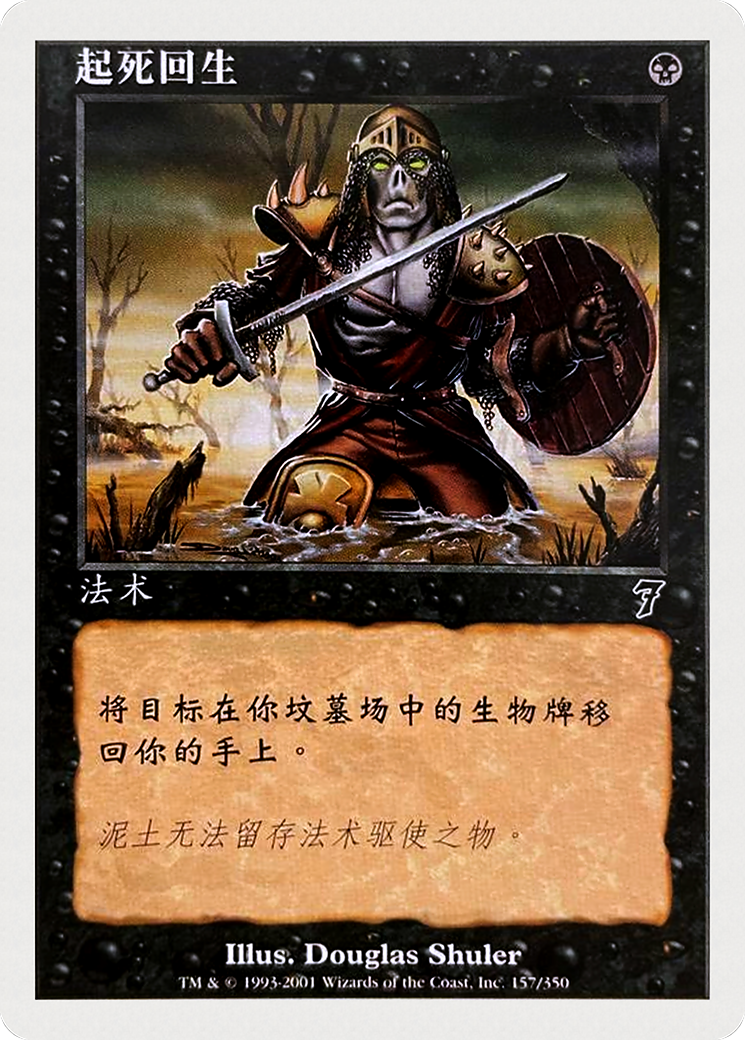 起死回生
法术
7
将目标在你坟墓场中的生物牌移
回你的手上。
泥土无法留存法术驱使之物。
Illus. Douglas Shuler
TM & © 1993-2001 Wizards of the Coast, Inc. 157/350